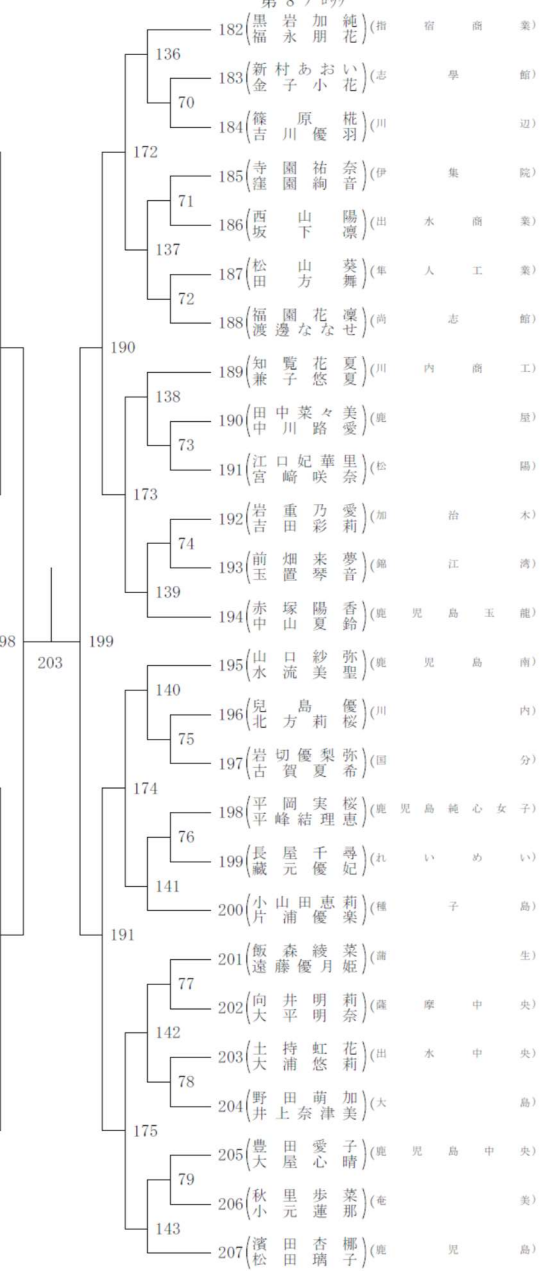 第 8 ブロック
182 (黒岩加純 福永朋花) (指宿商業)
136
183 (新村あおい 金子小花) (志學館)
70
184 (篠原椛 吉川優羽) (川辺)
172
185 (寺園祐奈 窪園絢音) (伊集院)
71
186 (西山陽 坂下凛) (出水商業)
137
187 (松山葵 田方舞) (隼人工業)
72
188 (福園花凜 渡邊ななせ) (尚志館)
190
189 (知覧花夏 兼子悠夏) (川内商工)
138
190 (田中菜々美 中川路愛) (鹿屋)
73
191 (江口妃華里 宮﨑咲奈) (松陽)
173
192 (岩重乃愛 吉田彩莉) (加治木)
74
193 (前畑来夢 玉置琴音) (錦江湾)
139
194 (赤塚陽香 中山夏鈴) (鹿児島玉龍)
98
199
203
195 (山口紗弥 水流美聖) (鹿児島南)
140
196 (兒島優 北方莉桜) (川内)
75
197 (岩切優梨弥 古賀夏希) (国分)
174
198 (平岡実桜 平峰結理恵) (鹿児島純心女子)
76
199 (長屋千尋 藏元優妃) (れいめい)
141
200 (小山田恵莉 片浦優楽) (種子島)
191
201 (飯森綾菜 遠藤優月姫) (蒲生)
77
202 (向井明莉 大平明奈) (薩摩中央)
142
203 (土持虹花 大浦悠莉) (出水中央)
78
204 (野田萌加 井上奈津美) (大島)
175
205 (豊田愛子 大屋心晴) (鹿児島中央)
79
206 (秋里歩菜 小元蓮那) (奄美)
143
207 (濱田杏梛 松田璃子) (鹿児島)